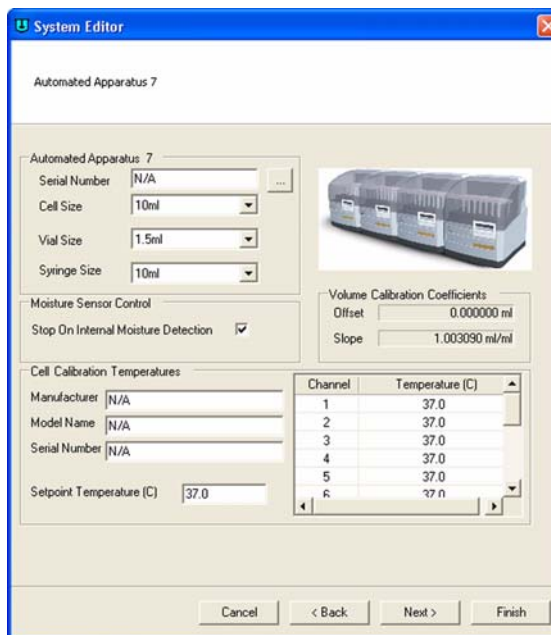 System Editor
Automated Apparatus 7
Automated Apparatus 7
Serial Number N/A ...
Cell Size 10ml
Vial Size 1.5ml
Syringe Size 10ml
Moisture Sensor Control
Stop On Internal Moisture Detection
Volume Calibration Coefficients
Offset 0.000000 ml
Slope 1.003090 ml/ml
Cell Calibration Temperatures
Manufacturer N/A
Model Name N/A
Serial Number N/A
Setpoint Temperature (C) 37.0
Channel Temperature (C)
1 37.0
2 37.0
3 37.0
4 37.0
5 37.0
6 37.0
Cancel < Back Next > Finish